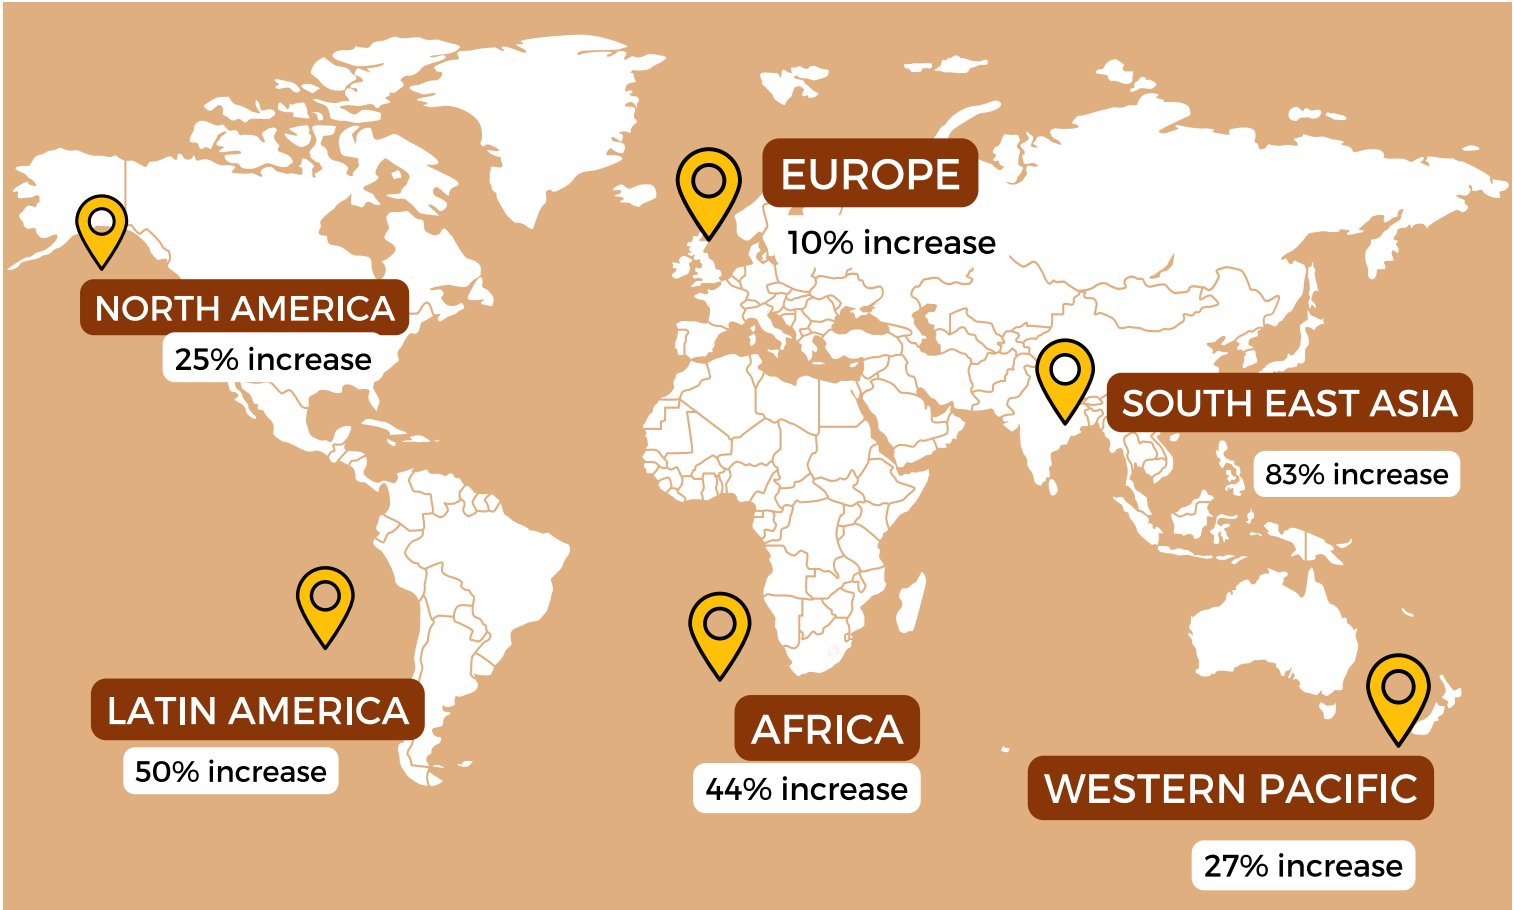 EUROPE
10% increase
NORTH AMERICA
25% increase
SOUTH EAST ASIA
83% increase
LATIN AMERICA
50% increase
AFRICA
44% increase
WESTERN PACIFIC
27% increase